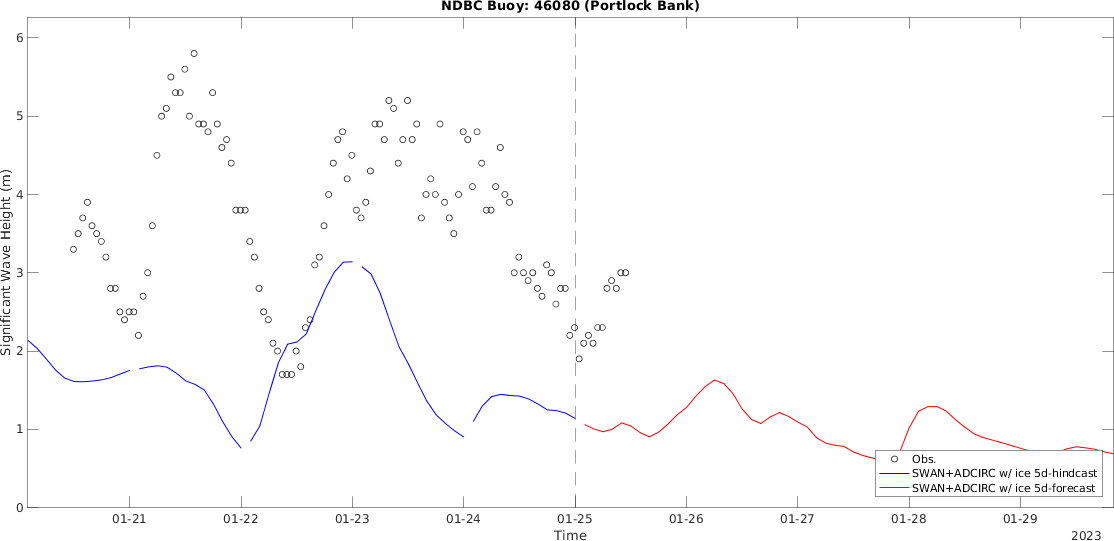 NDBC Buoy: 46080 (Portlock Bank)
Significant Wave Height (m)
6
5
4
3
2
1
0
01-21 01-22 01-23 01-24 01-25 01-26 01-27 01-28 01-29
Time
2023
Obs.
SWAN+ADCIRC w/ ice 5d-hindcast
SWAN+ADCIRC w/ ice 5d-forecast